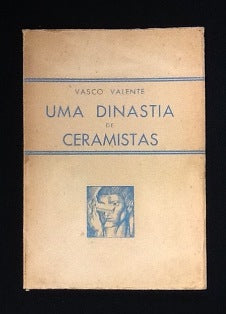 VASCO VALENTE
UMA DINASTIA
DE
CERAMISTAS